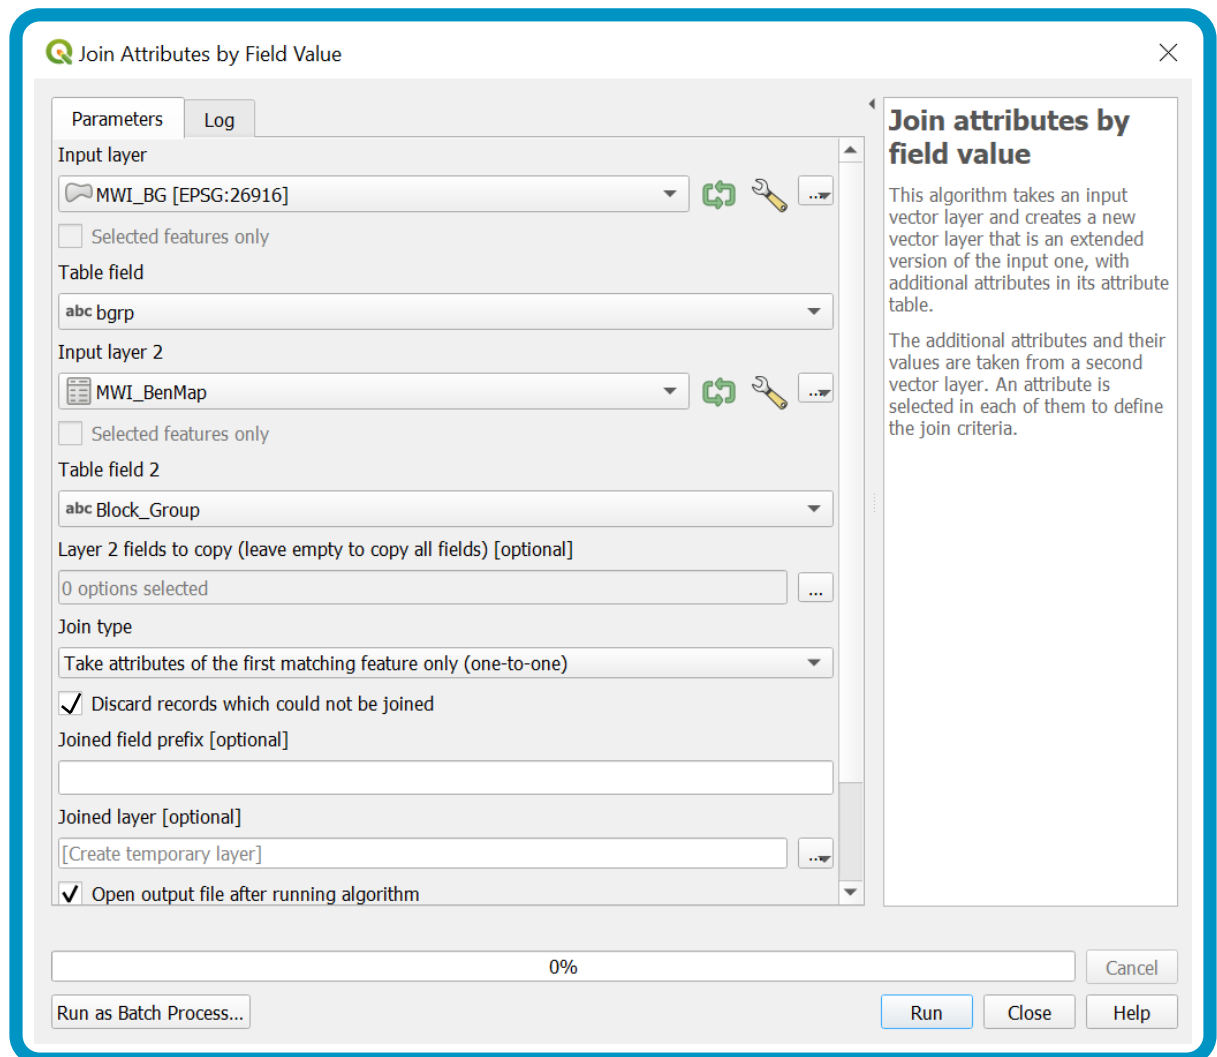 Join Attributes by Field Value
Parameters
Log
Input layer
MWI_BG [EPSG:26916]
...
Selected features only
Table field
abc bgrp
Input layer 2
MWI_BenMap
...
Selected features only
Table field 2
abc Block_Group
Layer 2 fields to copy (leave empty to copy all fields) [optional]
0 options selected
...
Join type
Take attributes of the first matching feature only (one-to-one)
Discard records which could not be joined
Joined field prefix [optional]
Joined layer [optional]
[Create temporary layer]
...
Open output file after running algorithm
Join attributes by
field value
This algorithm takes an input
vector layer and creates a new
vector layer that is an extended
version of the input one, with
additional attributes in its attribute
table.
The additional attributes and their
values are taken from a second
vector layer. An attribute is
selected in each of them to define
the join criteria.
0%
Cancel
Run as Batch Process...
Run
Close
Help